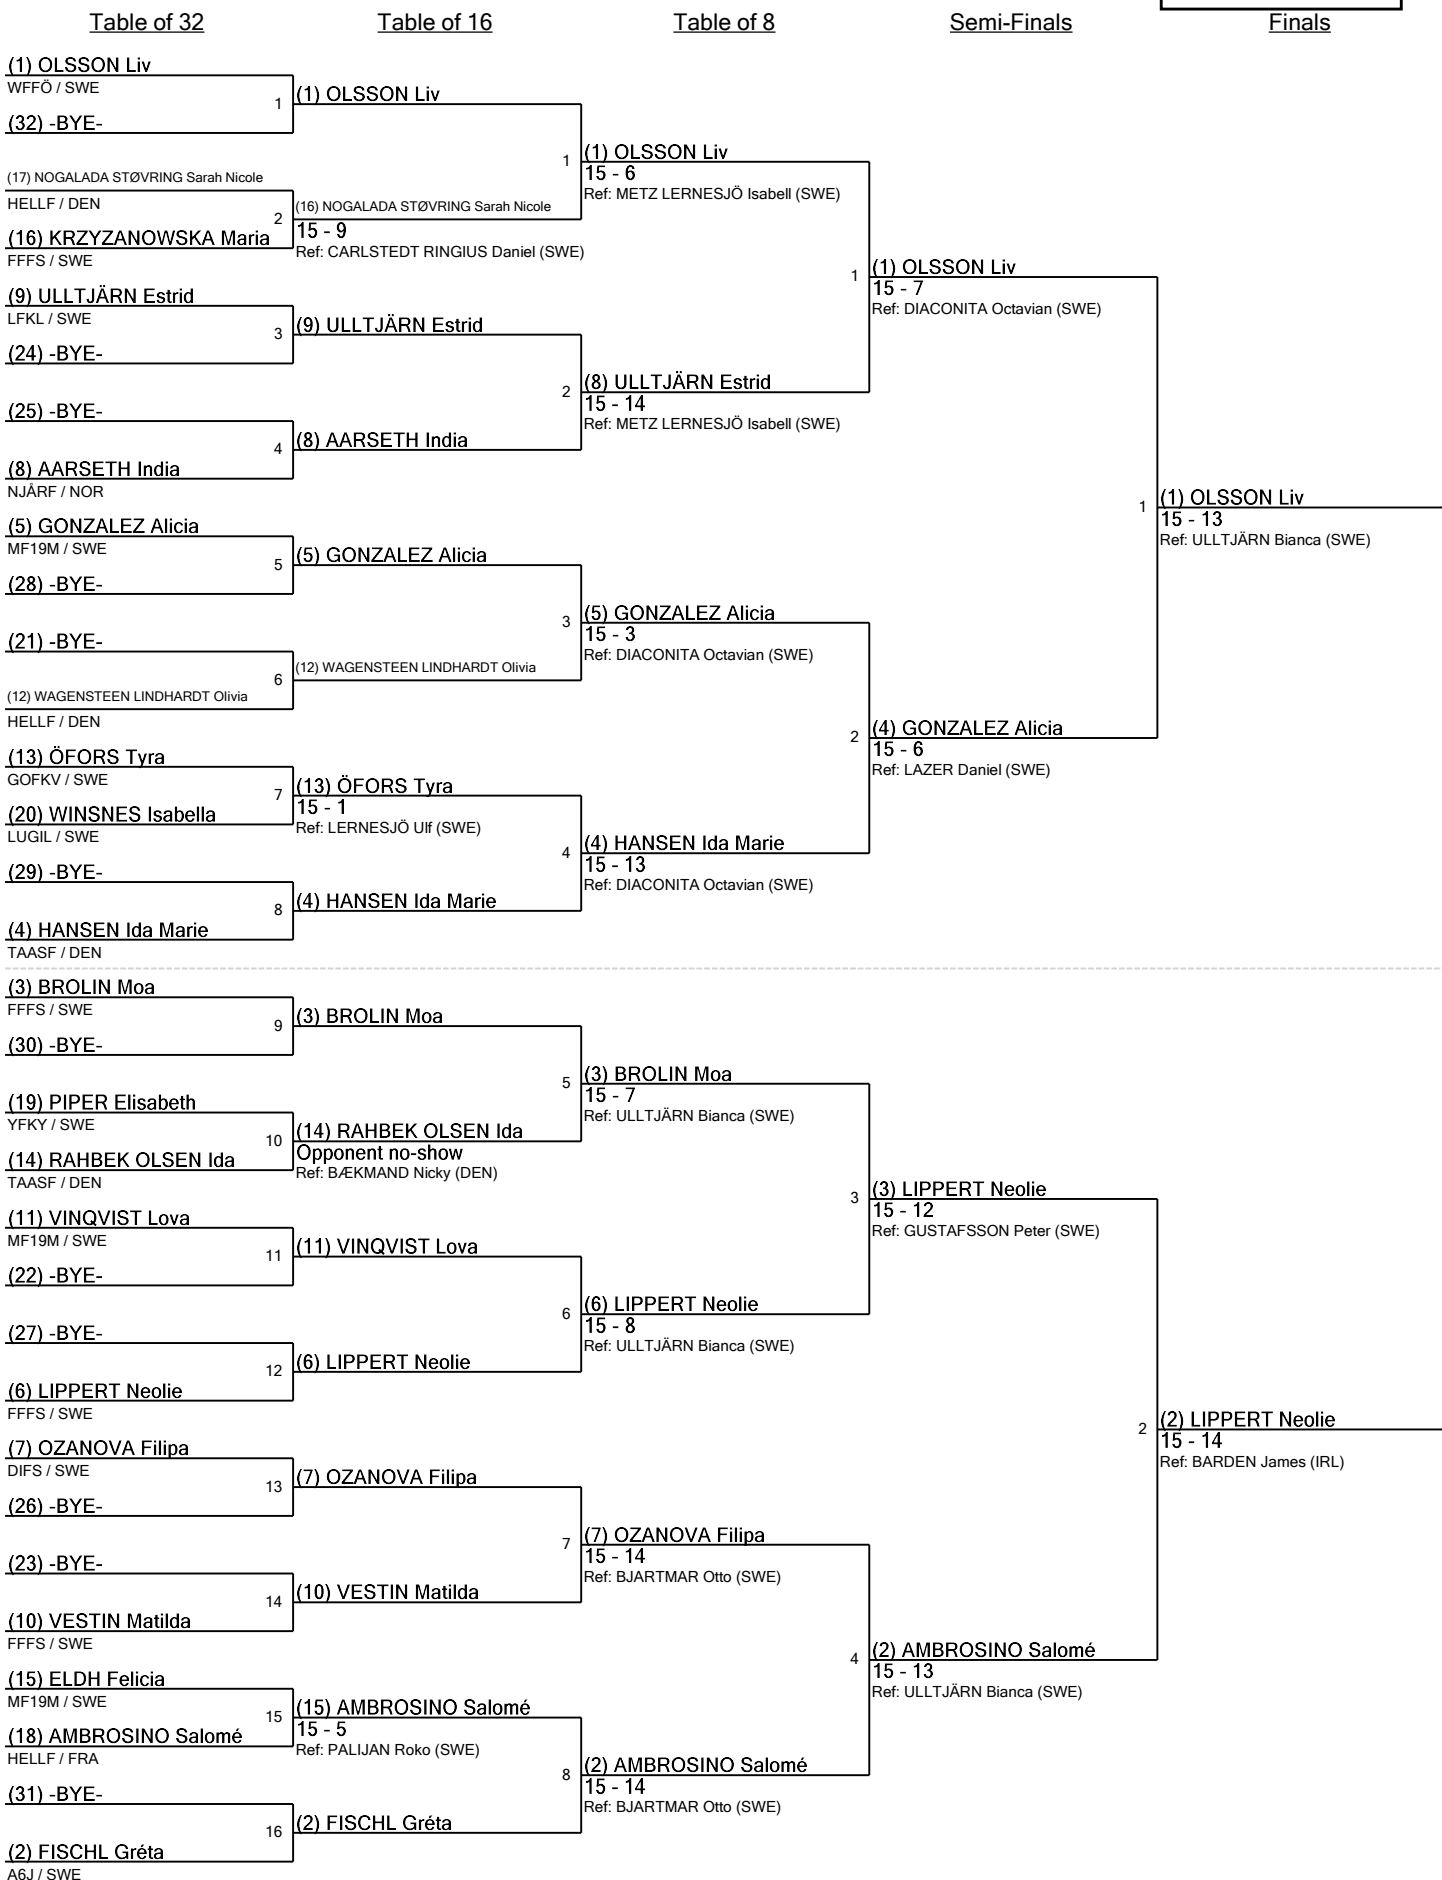 Table of 32
Table of 16
Table of 8
Semi-Finals
Finals
(1) OLSSON Liv
WFFÖ / SWE
1
(32) -BYE-
(17) NOGALADA STØVRING Sarah Nicole
HELLF / DEN
2
(16) KRZYZANOWSKA Maria
FFFS / SWE
(9) ULLTJÄRN Estrid
LFKL / SWE
3
(24) -BYE-
(25) -BYE-
4
(8) AARSETH India
NJÅRF / NOR
(5) GONZALEZ Alicia
MF19M / SWE
5
(28) -BYE-
(21) -BYE-
6
(12) WAGENSTEEN LINDHARDT Olivia
HELLF / DEN
(13) ÖFORS Tyra
GOFKV / SWE
7
(20) WINSNES Isabella
LUGIL / SWE
(29) -BYE-
8
(4) HANSEN Ida Marie
TAASF / DEN
(3) BROLIN Moa
FFFS / SWE
9
(30) -BYE-
(19) PIPER Elisabeth
YFKY / SWE
10
(14) RAHBEK OLSEN Ida
TAASF / DEN
(11) VINQVIST Lova
MF19M / SWE
11
(22) -BYE-
(27) -BYE-
12
(6) LIPPERT Neolie
FFFS / SWE
(7) OZANOVA Filipa
DIFS / SWE
13
(26) -BYE-
(23) -BYE-
14
(10) VESTIN Matilda
FFFS / SWE
(15) ELDH Felicia
MF19M / SWE
15
(18) AMBROSINO Salomé
HELLF / FRA
(31) -BYE-
16
(2) FISCHL Gréta
A6J / SWE
(1) OLSSON Liv
1
(16) NOGALADA STØVRING Sarah Nicole
15 - 9
Ref: CARLSTEDT RINGIUS Daniel (SWE)
(9) ULLTJÄRN Estrid
2
(8) AARSETH India
(5) GONZALEZ Alicia
3
(12) WAGENSTEEN LINDHARDT Olivia
(13) ÖFORS Tyra
15 - 1
Ref: LERNESJÖ Ulf (SWE)
4
(4) HANSEN Ida Marie
(3) BROLIN Moa
5
(14) RAHBEK OLSEN Ida
Opponent no-show
Ref: BÆKMAND Nicky (DEN)
(11) VINQVIST Lova
6
(6) LIPPERT Neolie
(7) OZANOVA Filipa
7
(10) VESTIN Matilda
(15) AMBROSINO Salomé
15 - 5
Ref: PALIJAN Roko (SWE)
8
(2) FISCHL Gréta
(1) OLSSON Liv
15 - 6
Ref: METZ LERNESJÖ Isabell (SWE)
1
(8) ULLTJÄRN Estrid
15 - 14
Ref: METZ LERNESJÖ Isabell (SWE)
(5) GONZALEZ Alicia
15 - 3
Ref: DIACONITA Octavian (SWE)
2
(4) HANSEN Ida Marie
15 - 13
Ref: DIACONITA Octavian (SWE)
(3) BROLIN Moa
15 - 7
Ref: ULLTJÄRN Bianca (SWE)
3
(6) LIPPERT Neolie
15 - 8
Ref: ULLTJÄRN Bianca (SWE)
(7) OZANOVA Filipa
15 - 14
Ref: BJARTMAR Otto (SWE)
4
(2) AMBROSINO Salomé
15 - 14
Ref: BJARTMAR Otto (SWE)
(1) OLSSON Liv
15 - 7
Ref: DIACONITA Octavian (SWE)
1
(4) GONZALEZ Alicia
15 - 6
Ref: LAZER Daniel (SWE)
(3) LIPPERT Neolie
15 - 12
Ref: GUSTAFSSON Peter (SWE)
2
(2) AMBROSINO Salomé
15 - 13
Ref: ULLTJÄRN Bianca (SWE)
(1) OLSSON Liv
15 - 13
Ref: ULLTJÄRN Bianca (SWE)
(2) LIPPERT Neolie
15 - 14
Ref: BARDEN James (IRL)